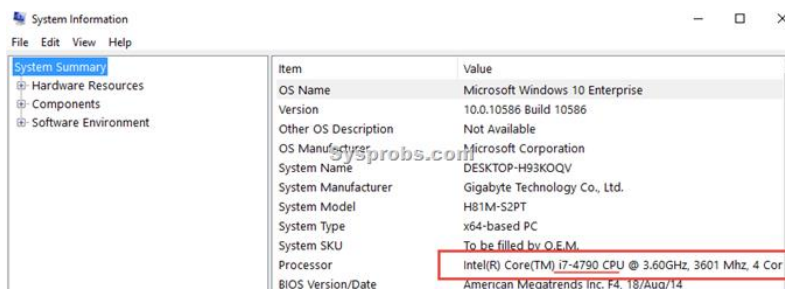 System Information
File Edit View Help
System Summary
Hardware Resources
Components
Software Environment
Item Value
OS Name Microsoft Windows 10 Enterprise
Version 10.0.10586 Build 10586
Other OS Description Not Available
OS Manufacturer Microsoft Corporation
Sysprobs.com
System Name DESKTOP-H93KOQV
System Manufacturer Gigabyte Technology Co., Ltd.
System Model H81M-S2PT
System Type x64-based PC
System SKU To be filled by O.E.M.
Processor Intel(R) Core(TM) i7-4790 CPU @ 3.60GHz, 3601 Mhz, 4 Cor
BIOS Version/Date American Megatrends Inc. F4, 18/Aug/14